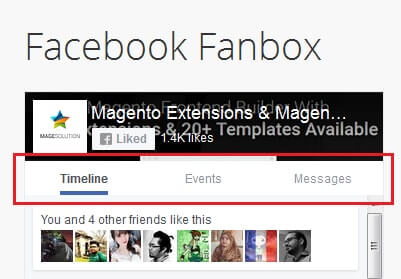 Facebook Fanbox
Magento Frontend Builder With
Magento Extensions & Magen...
Extensions & 20+ Templates Available
MAGESOLUTION
Liked 1.4K likes
Timeline Events Messages
You and 4 other friends like this